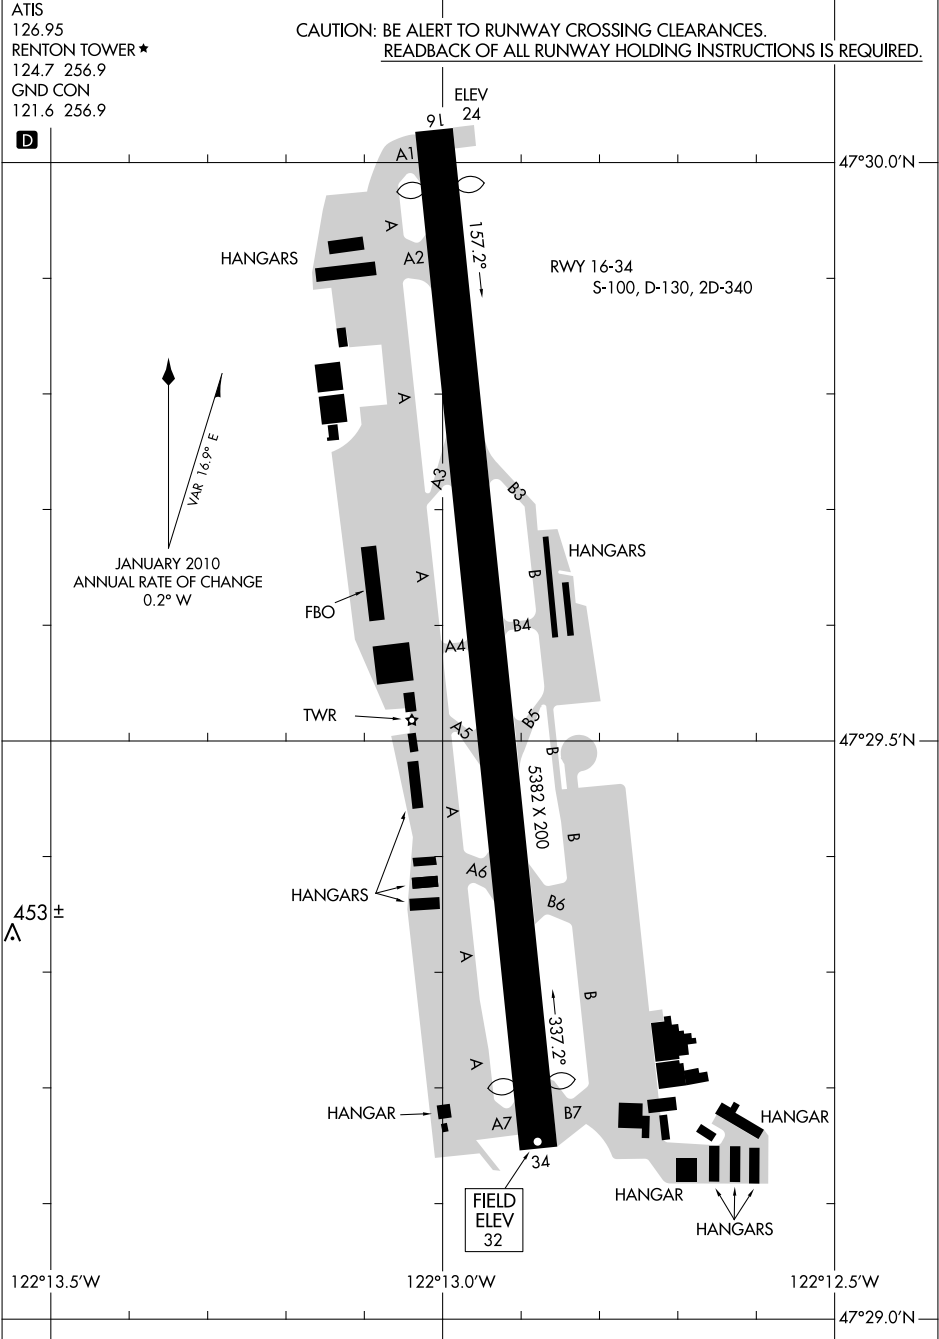 ATIS
126.95
RENTON TOWER★
124.7 256.9
GND CON
121.6 256.9
D
CAUTION: BE ALERT TO RUNWAY CROSSING CLEARANCES.
READBACK OF ALL RUNWAY HOLDING INSTRUCTIONS IS REQUIRED.
ELEV
24
16
A1
47°30.0'N
A
157.2°
HANGARS
A2
RWY 16-34
S-100, D-130, 2D-340
A
VAR 16.9° E
A3
B3
JANUARY 2010
ANNUAL RATE OF CHANGE
0.2° W
HANGARS
A
B
FBO
B4
A4
TWR
A5
B5
47°29.5'N
B
5382 X 200
A
B
A6
HANGARS
B6
453 ±
A
B
337.2°
A
HANGAR
A7
B7
HANGAR
34
FIELD
ELEV
32
HANGAR
HANGARS
122°13.5'W
122°13.0'W
122°12.5'W
47°29.0'N